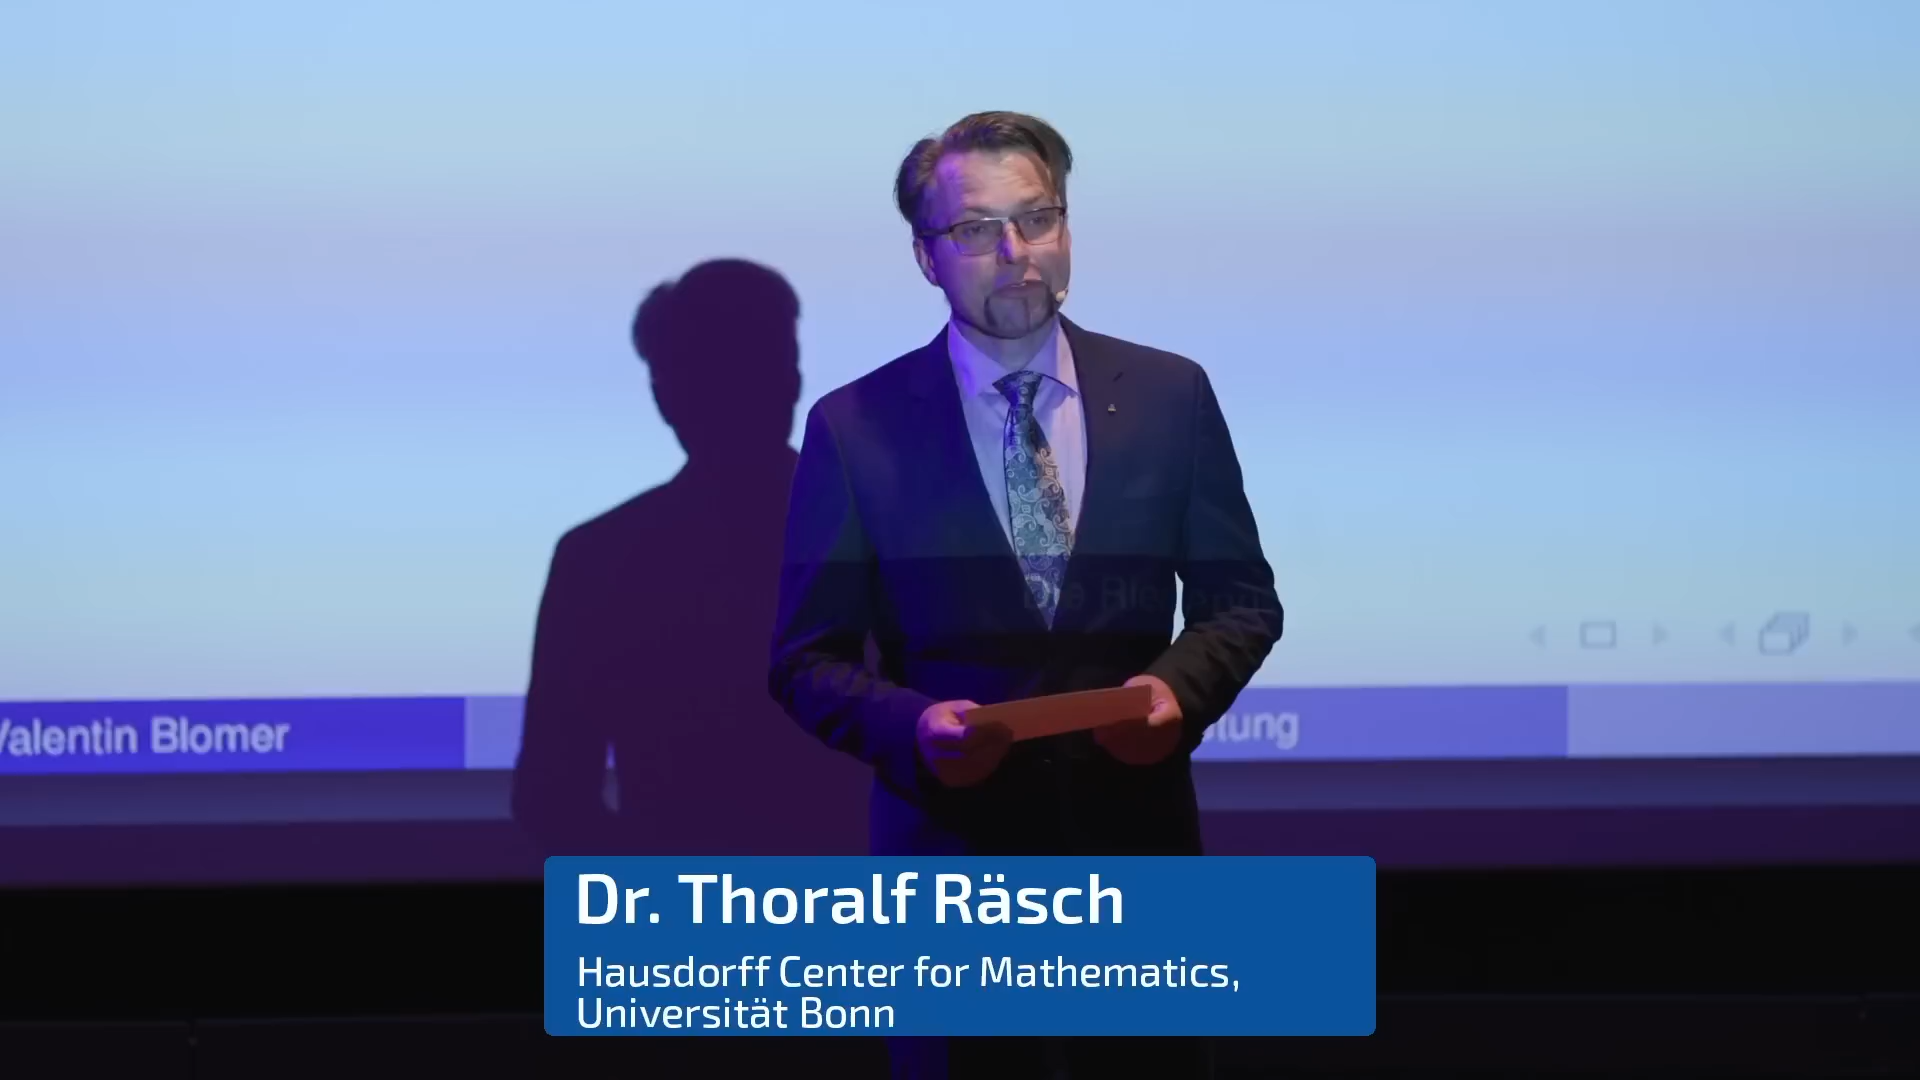 Valentin Blomer
Dr. Thoralf Räsch
Hausdorff Center for Mathematics,
Universität Bonn